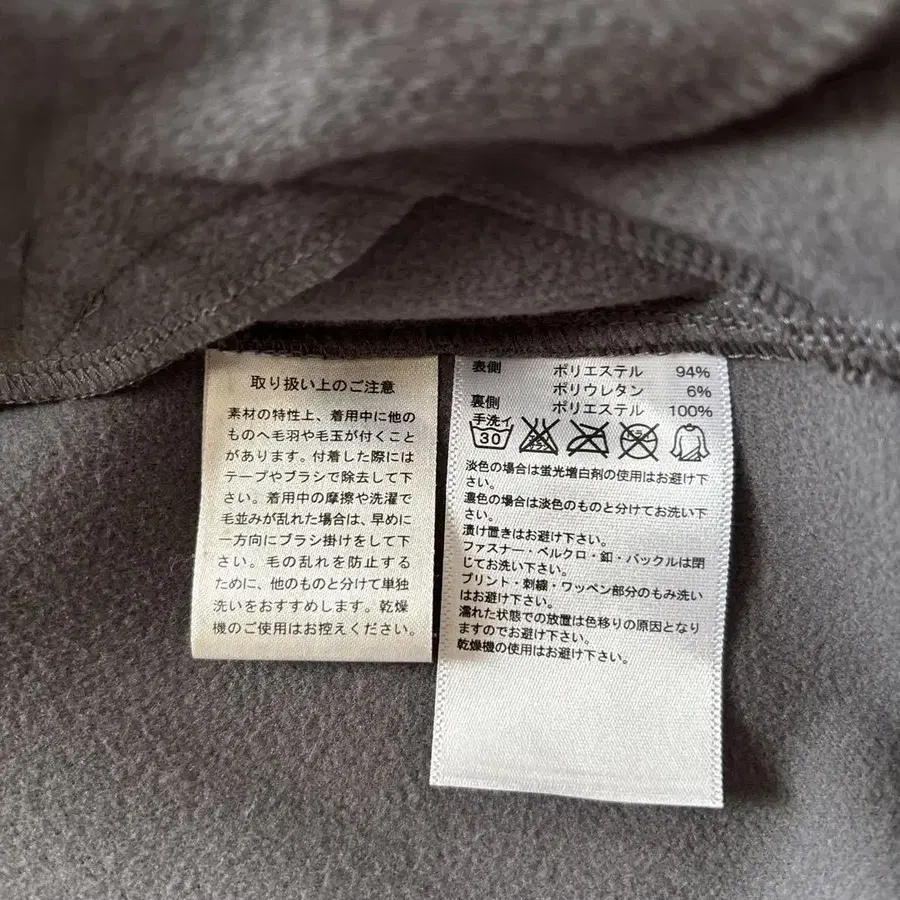 取り扱い上のご注意
素材の特性上、着用中に他の
ものへ毛羽や毛玉が付くこと
があります。付着した際には
テープやブラシで除去して下
さい。着用中の摩擦や洗濯で
毛並みが乱れた場合は、早めに
一方向にブラシ掛けをして下
さい。毛の乱れを防止する
ために、他のものと分けて単独
洗いをおすすめします。乾燥
機のご使用はお控えください。
表側 ポリエステル 94%
ポリウレタン 6%
裏側 ポリエステル 100%
手洗イ
30
エンソサラシ
淡色の場合は蛍光増白剤の使用はお避け下
さい。
濃色の場合は淡色のものと分けてお洗い下
さい。
漬け置きはお避け下さい。
ファスナー・ベルクロ・釦・バックルは閉
じてお洗い下さい。
プリント・刺繍・ワッペン部分のもみ洗い
はお避け下さい。
濡れた状態での放置は色移りの原因となり
ますのでお避け下さい。
乾燥機の使用はお避け下さい。